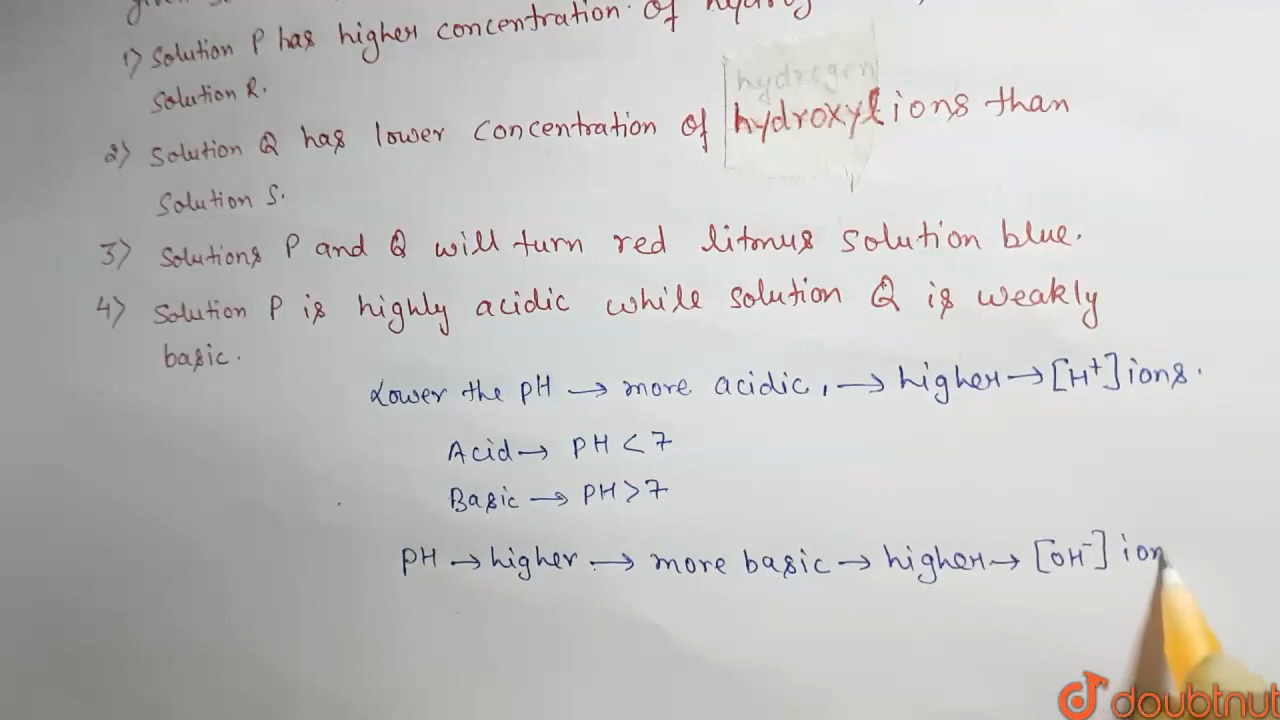 given
1) Solution P has higher concentration of hydrog
Solution R.
hydrogen
2) Solution Q has lower concentration of hydroxyl ions than
Solution S.
3) Solutions P and Q will turn red litmus solution blue.
4) Solution P is highly acidic while solution Q is weakly
basic.
Lower the pH → more acidic, → higher → [H⁺] ions.
Acid → PH < 7
Basic → PH > 7
PH → higher → more basic → higher → [OH⁻] ion
doubtnut